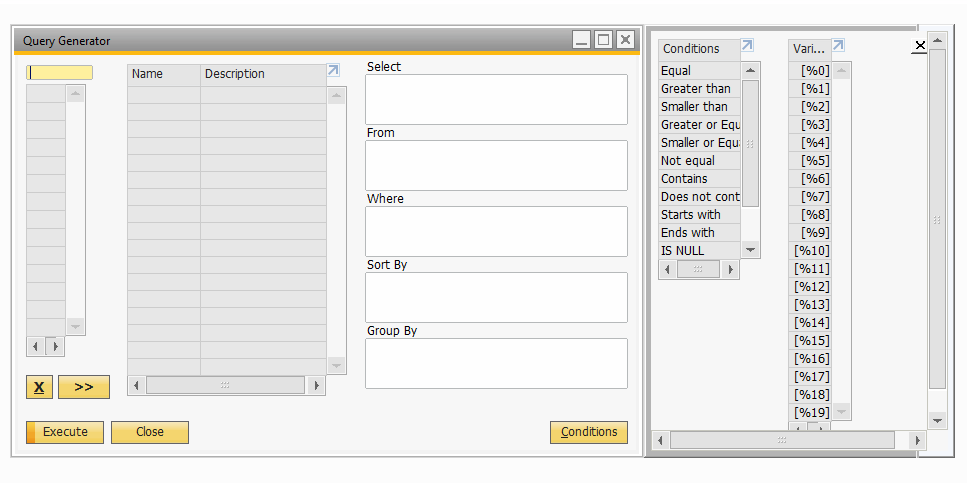 Query Generator
Name Description
Select
From
Where
Sort By
Group By
X >>
Execute Close Conditions
Conditions
Equal
Greater than
Smaller than
Greater or Equ
Smaller or Equ
Not equal
Contains
Does not cont
Starts with
Ends with
IS NULL
Vari...
[%0]
[%1]
[%2]
[%3]
[%4]
[%5]
[%6]
[%7]
[%8]
[%9]
[%10]
[%11]
[%12]
[%13]
[%14]
[%15]
[%16]
[%17]
[%18]
[%19]